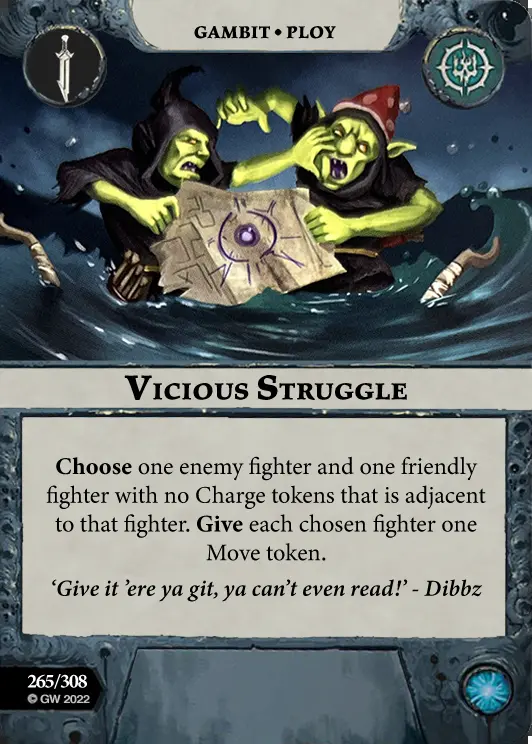 GAMBIT • PLOY
VICIOUS STRUGGLE
Choose one enemy fighter and one friendly
fighter with no Charge tokens that is adjacent
to that fighter. Give each chosen fighter one
Move token.
‘Give it ’ere ya git, ya can’t even read!’ - Dibbz
265/308
© GW 2022